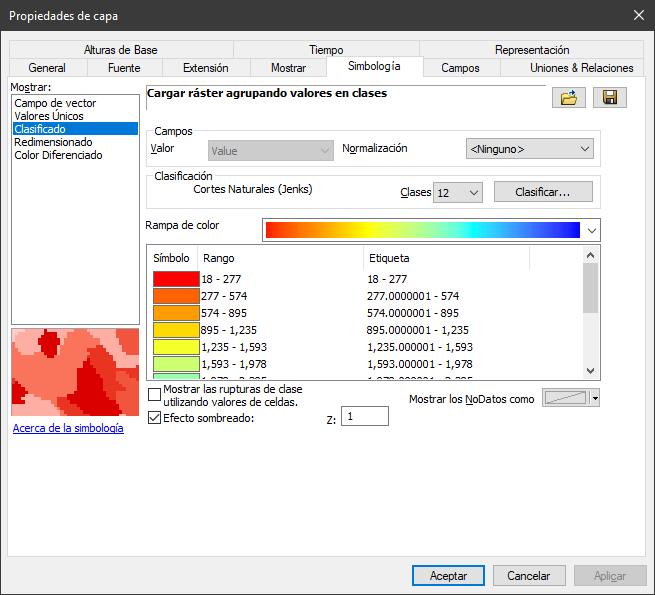 Propiedades de capa
Alturas de Base Tiempo Representación
General Fuente Extensión Mostrar Simbología Campos Uniones & Relaciones
Mostrar:
Campo de vector
Valores Únicos
Clasificado
Redimensionado
Color Diferenciado
Acerca de la simbología
Cargar ráster agrupando valores en clases
Campos
Valor Value Normalización <Ninguno>
Clasificación
Cortes Naturales (Jenks) Clases 12 Clasificar...
Rampa de color
Símbolo Rango Etiqueta
18 - 277 18 - 277
277 - 574 277.0000001 - 574
574 - 895 574.0000001 - 895
895 - 1,235 895.0000001 - 1,235
1,235 - 1,593 1,235.000001 - 1,593
1,593 - 1,978 1,593.000001 - 1,978
Mostrar las rupturas de clase
utilizando valores de celdas.
Mostrar los NoDatos como
Efecto sombreado: Z: 1
Aceptar Cancelar Aplicar